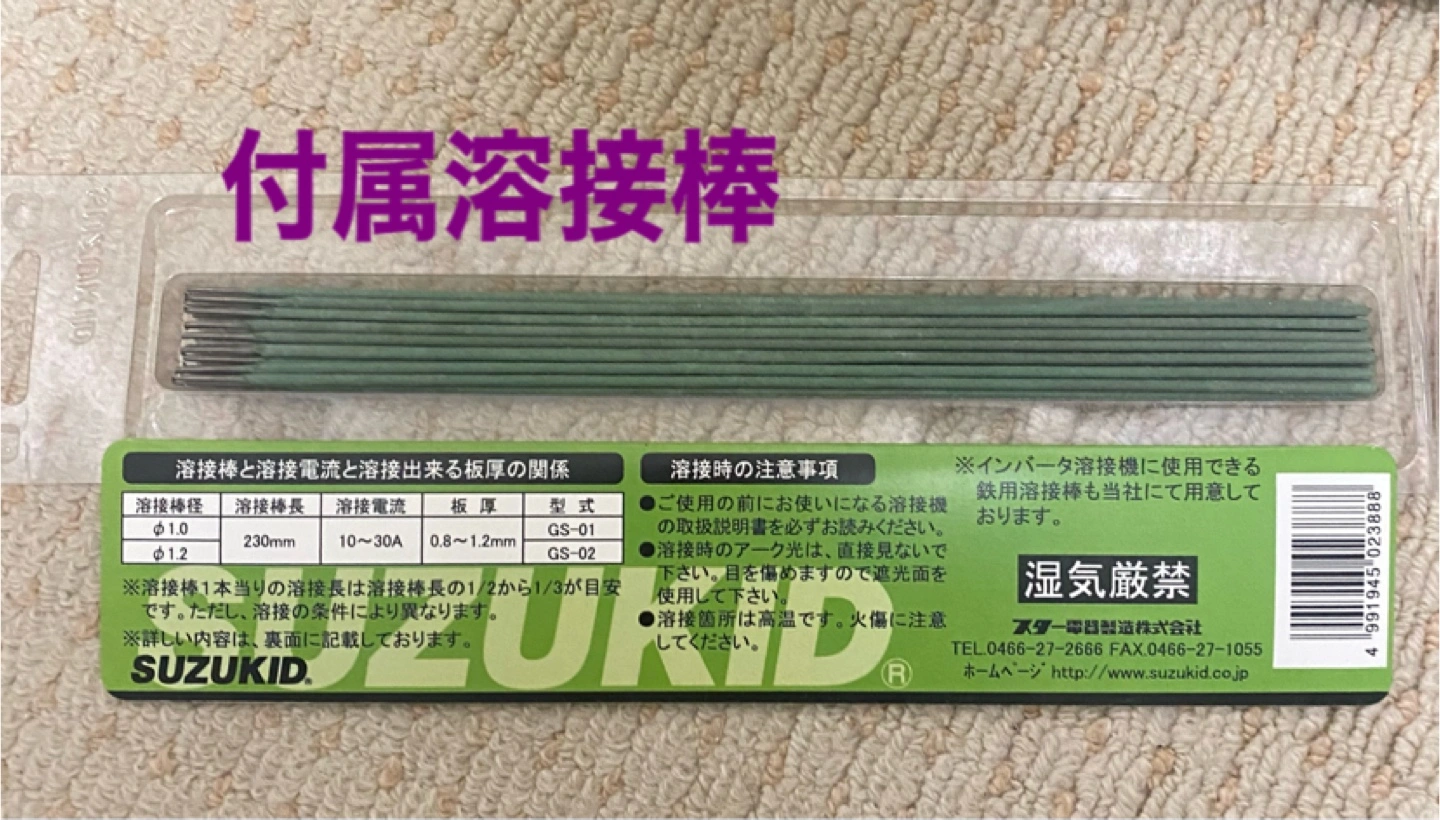 付属溶接棒
溶接棒と溶接電流と溶接出来る板厚の関係
溶接棒径 溶接棒長 溶接電流 板 厚 型 式
φ1.0 230mm 10～30A 0.8～1.2mm GS-01
φ1.2 GS-02
※溶接棒1本当りの溶接長は溶接棒長の1/2から1/3が目安
です。ただし、溶接の条件により異なります。
※詳しい内容は、裏面に記載しております。
SUZUKID®
溶接時の注意事項
●ご使用の前にお使いになる溶接機
の取扱説明書を必ずお読みください。
●溶接時のアーク光は、直接見ないで
下さい。目を傷めますので遮光面を
使用して下さい。
●溶接箇所は高温です。火傷に注意
してください。
SUZUKID®
※インバータ溶接機に使用できる
鉄用溶接棒も当社にて用意して
おります。
湿気厳禁
スター電器製造株式会社
TEL.0466-27-2666 FAX.0466-27-1055
ホームページ http://www.suzukid.co.jp
4 991945 023888